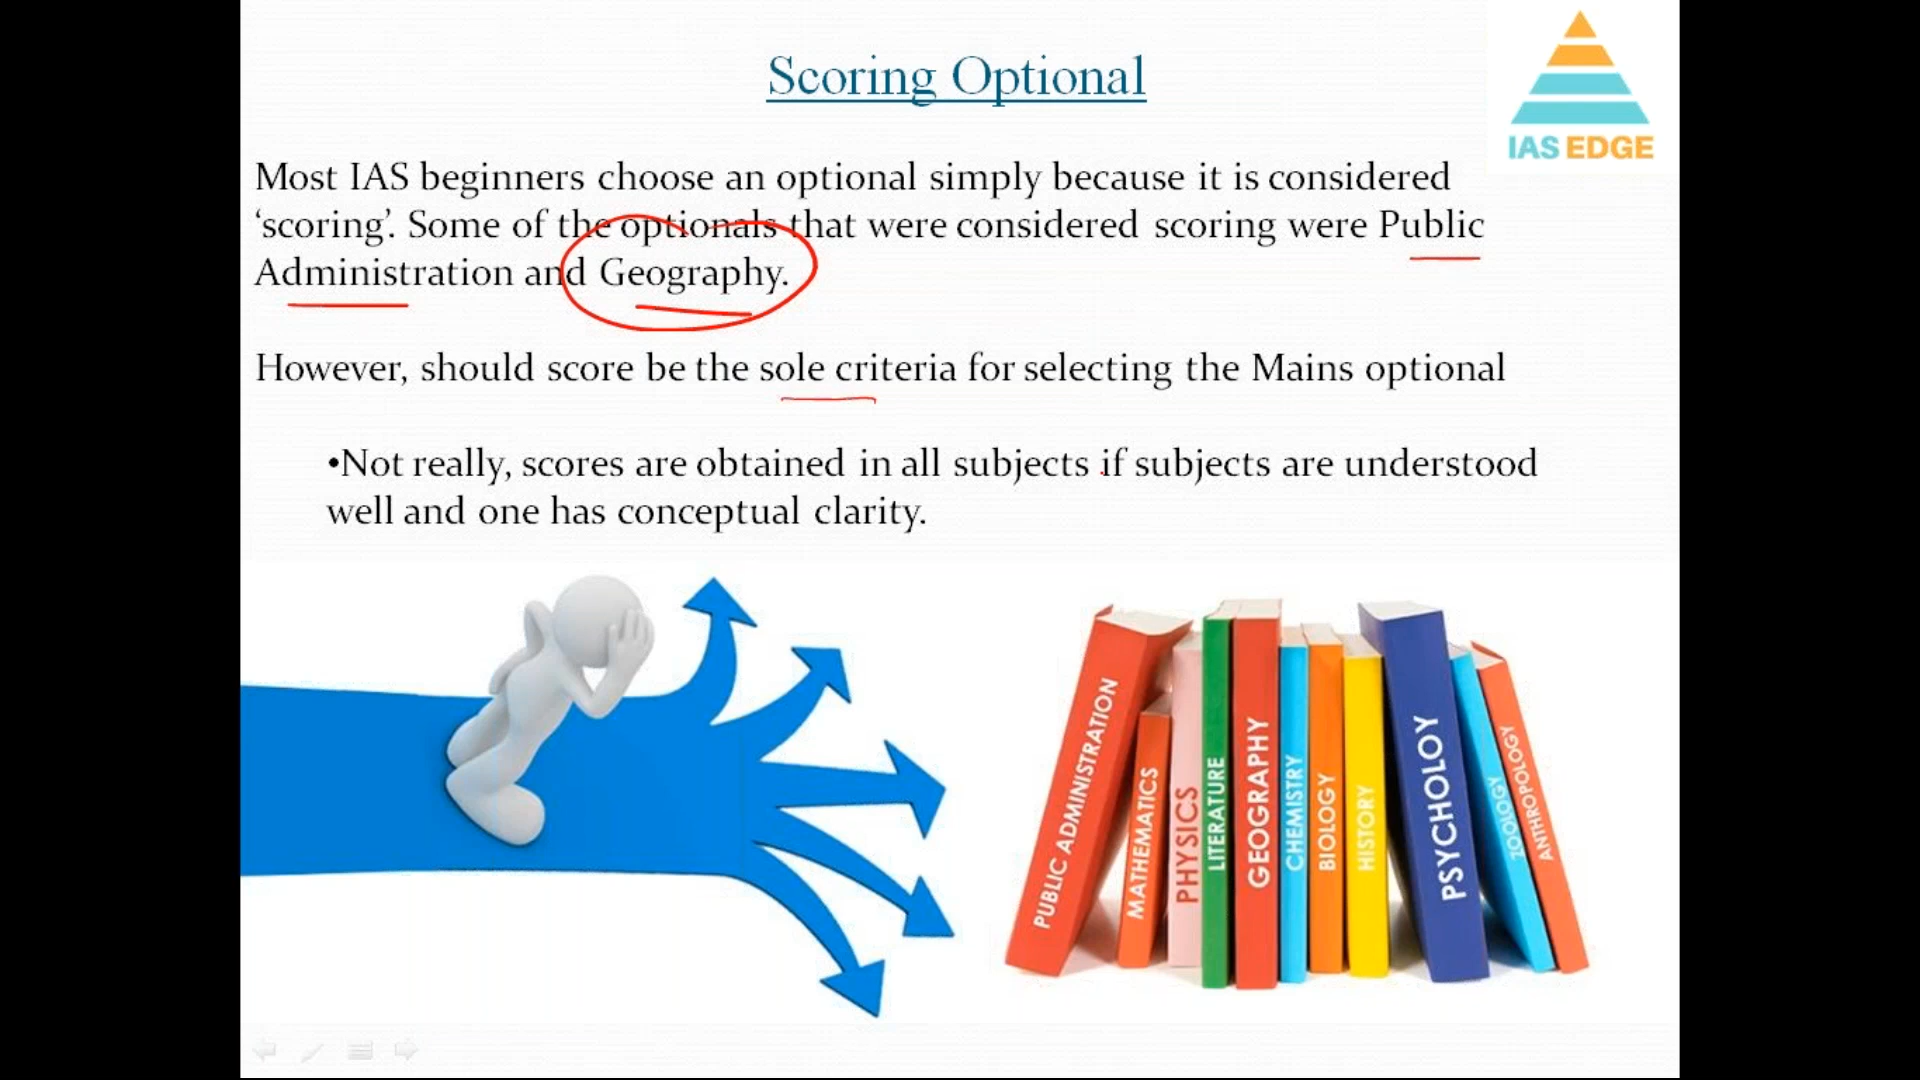 Scoring Optional
IAS EDGE
Most IAS beginners choose an optional simply because it is considered
‘scoring’. Some of the optionals that were considered scoring were Public
Administration and Geography.
However, should score be the sole criteria for selecting the Mains optional
•Not really, scores are obtained in all subjects if subjects are understood
well and one has conceptual clarity.
PUBLIC ADMINISTRATION
MATHEMATICS
PHYSICS
LITERATURE
GEOGRAPHY
CHEMISTRY
BIOLOGY
HISTORY
PSYCHOLOY
ZOOLOGY
ANTHROPOLOGY